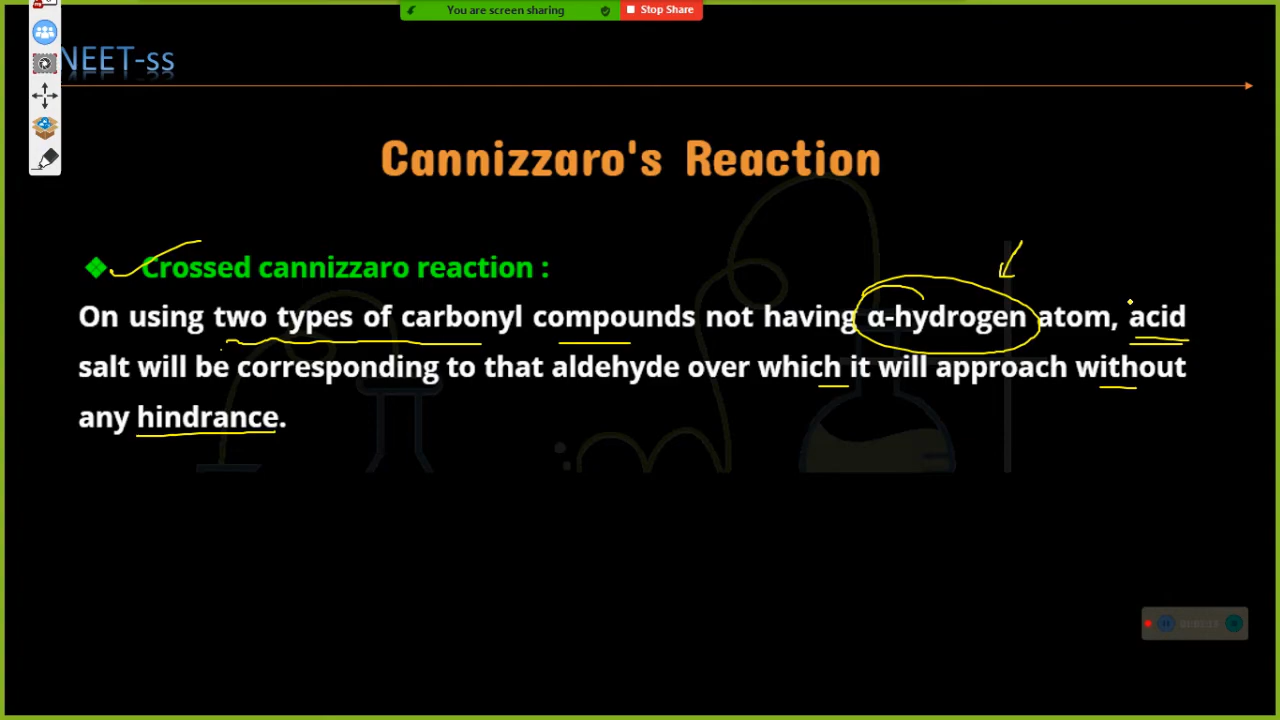 You are screen sharing
Stop Share
NEET-ss
Cannizzaro's Reaction
❖ Crossed cannizzaro reaction :
On using two types of carbonyl compounds not having α-hydrogen atom, acid
salt will be corresponding to that aldehyde over which it will approach without
any hindrance.